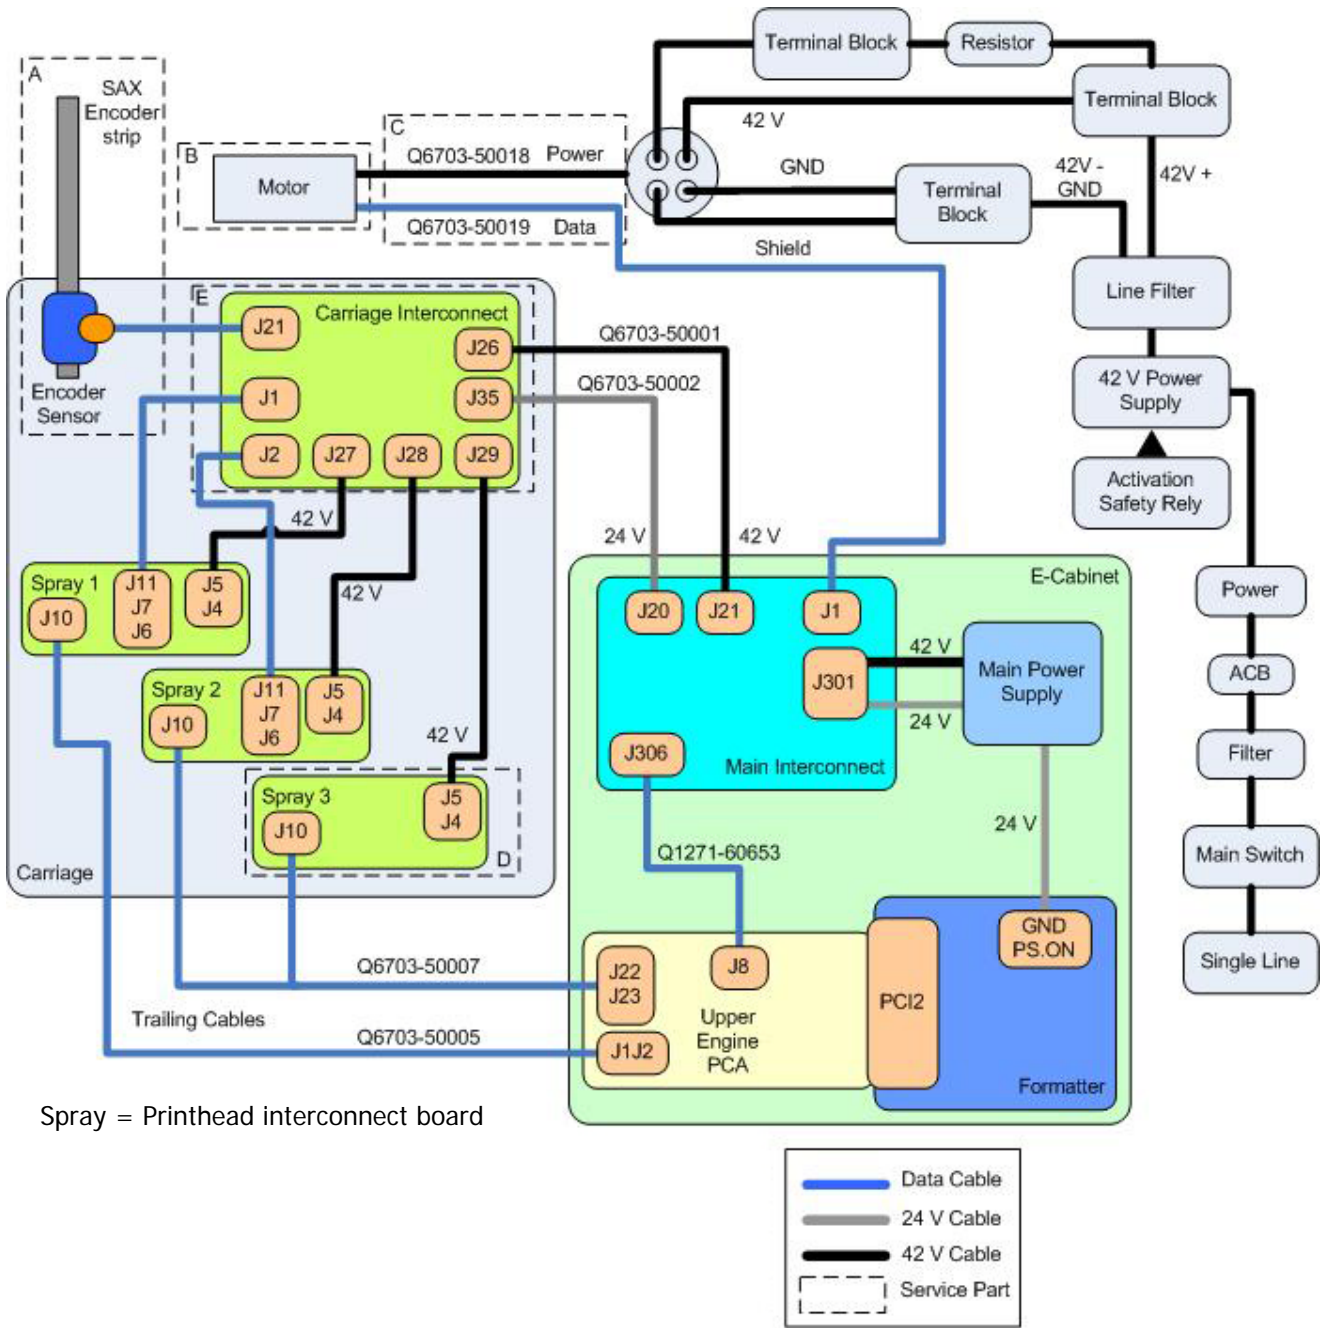 Terminal Block
Resistor
Terminal Block
42 V
A
SAX
Encoder
strip
B
Motor
C
Q6703-50018
Power
Q6703-50019
Data
GND
42V -
GND
42V +
Terminal
Block
Shield
Line Filter
42 V Power
Supply
Activation
Safety Rely
Encoder
Sensor
E
J21
Carriage Interconnect
J26
J1
J35
J2
J27
J28
J29
Q6703-50001
Q6703-50002
42 V
42 V
42 V
24 V
42 V
Spray 1
J10
J11
J7
J6
J5
J4
Spray 2
J10
J11
J7
J6
J5
J4
Spray 3
J10
J5
J4
D
Carriage
E-Cabinet
J20
J21
J1
J301
42 V
24 V
Main Power
Supply
J306
Main Interconnect
Q1271-60653
24 V
Power
ACB
Filter
Main Switch
Single Line
GND
PS.ON
J22
J23
J8
PCI2
Upper
Engine
PCA
J1J2
Formatter
Q6703-50007
Trailing Cables
Q6703-50005
Spray = Printhead interconnect board
Data Cable
24 V Cable
42 V Cable
Service Part